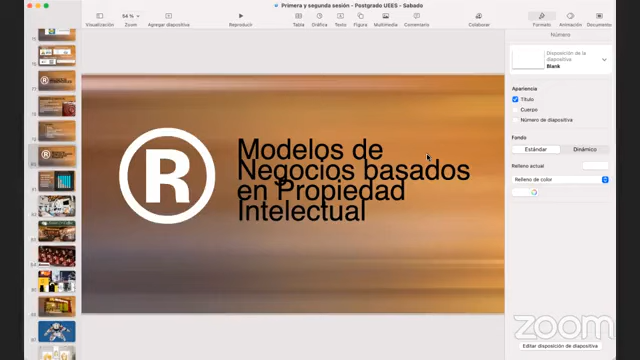 Primera y segunda sesión - Postgrado UEES - Sabado
54 %
Visualización
Zoom
Agregar diapositiva
Reproducir
Tabla
Gráfica
Texto
Figura
Multimedia
Comentario
Colaborar
Formato
Animación
Documento
Número
Disposición de la
diapositiva
Blank
Apariencia
Título
Cuerpo
Número de diapositiva
Fondo
Estándar
Dinámico
Relleno actual
Relleno de color
Editar disposición de diapositiva
R
Modelos de
Negocios basados
en Propiedad
Intelectual
zoom